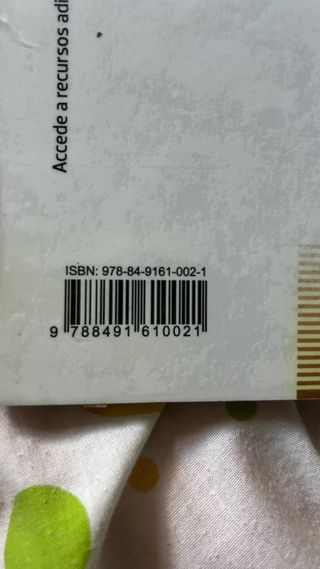 Accede a recursos adi
ISBN: 978-84-9161-002-1
9 788491 610021